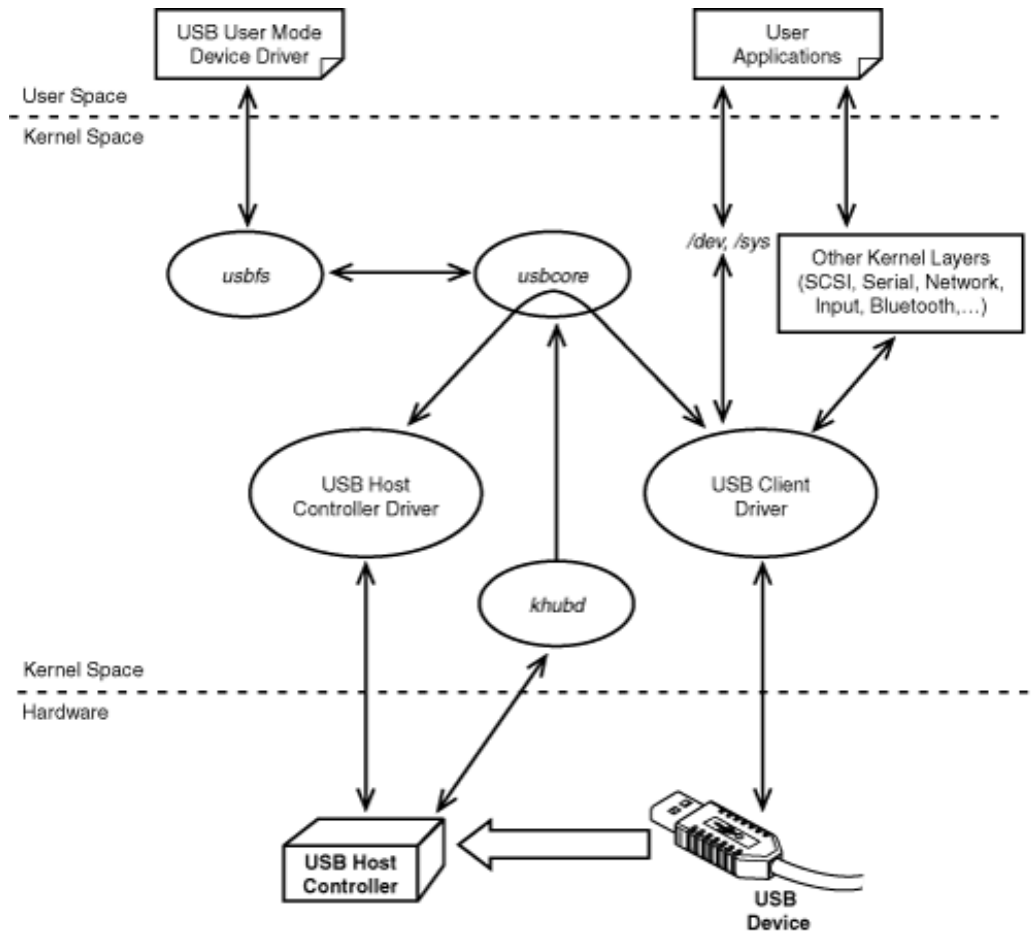 USB User Mode
Device Driver
User
Applications
User Space
Kernel Space
usbfs
usbcore
/dev, /sys
Other Kernel Layers
(SCSI, Serial, Network,
Input, Bluetooth,...)
USB Host
Controller Driver
USB Client
Driver
khubd
Kernel Space
Hardware
USB Host
Controller
USB
Device